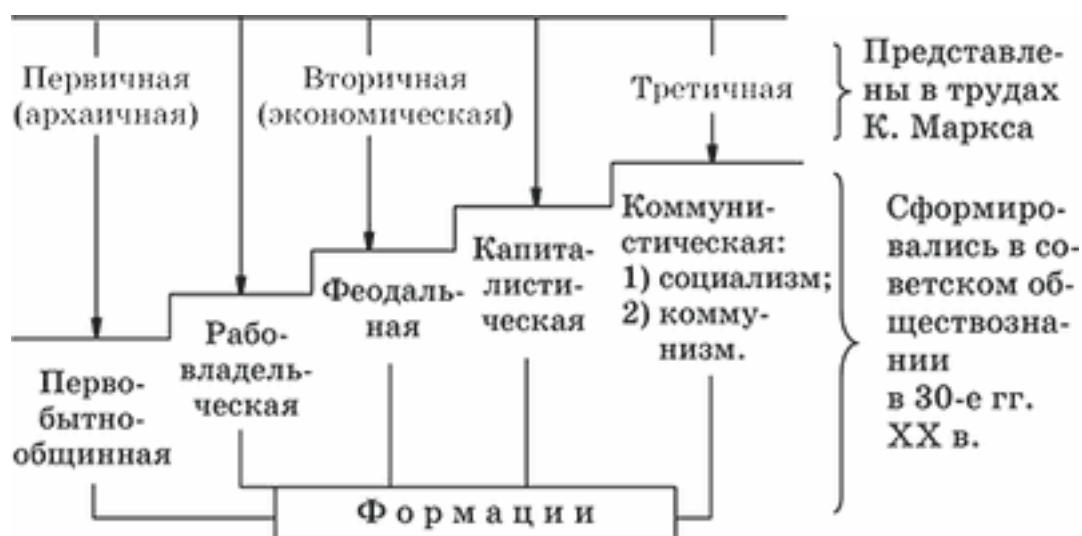 Первичная
(архаичная)
Вторичная
(экономическая)
Третичная
Представле-
ны в трудах
К. Маркса
Перво-
бытно-
общинная
Рабо-
владель-
ческая
Феодаль-
ная
Капита-
листи-
ческая
Коммуни-
стическая:
1) социализм;
2) комму-
низм.
Сформиро-
вались в со-
ветском об-
ществозна-
нии
в 30-е гг.
XX в.
Формации